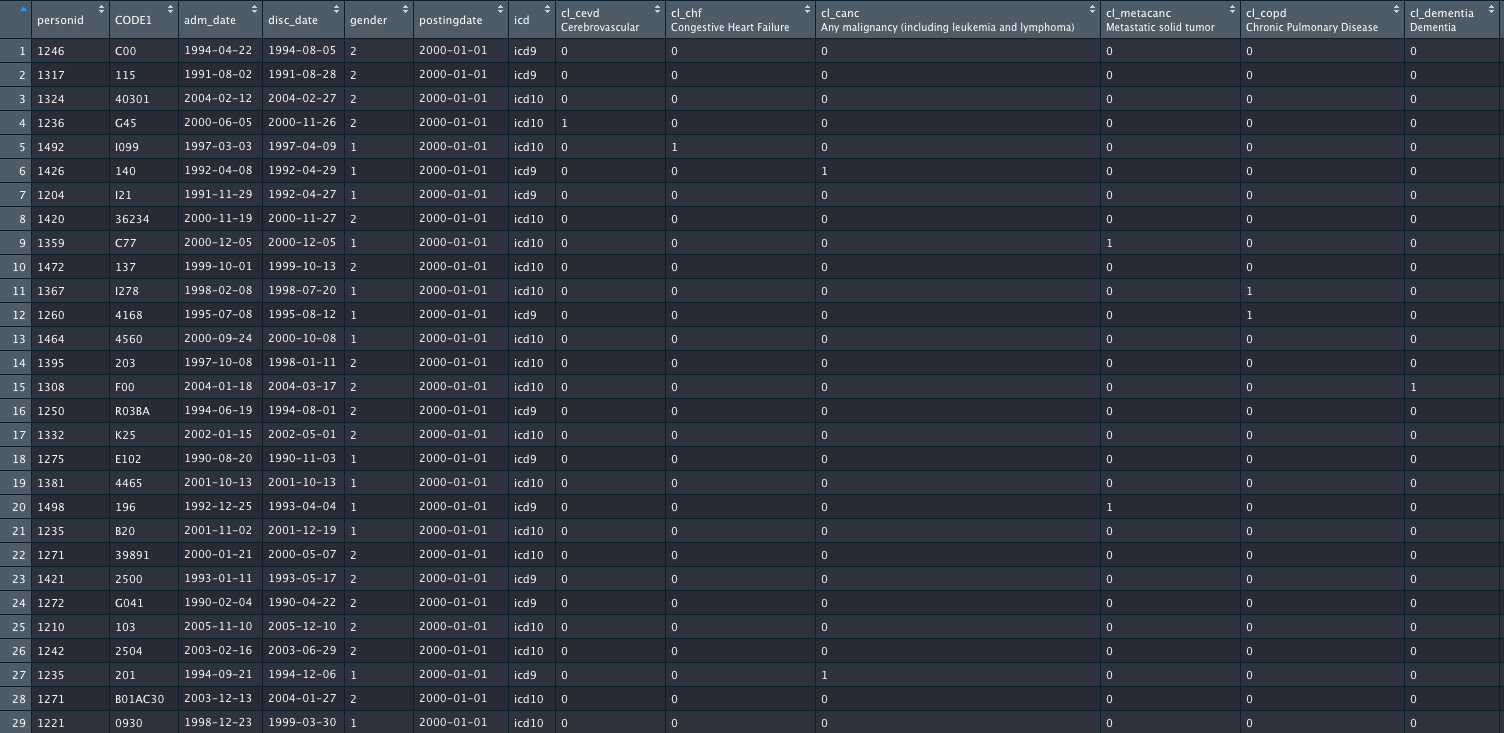 personid CODE1 adm_date disc_date gender postingdate icd cl_cevd cl_chf cl_canc cl_metacanc cl_copd cl_dementia
Cerebrovascular Congestive Heart Failure Any malignancy (including leukemia and lymphoma) Metastatic solid tumor Chronic Pulmonary Disease Dementia
1 1246 C00 1994-04-22 1994-08-05 2 2000-01-01 icd9 0 0 0 0 0 0
2 1317 115 1991-08-02 1991-08-28 2 2000-01-01 icd9 0 0 0 0 0 0
3 1324 40301 2004-02-12 2004-02-27 2 2000-01-01 icd10 0 0 0 0 0 0
4 1236 G45 2000-06-05 2000-11-26 2 2000-01-01 icd10 1 0 0 0 0 0
5 1492 I099 1997-03-03 1997-04-09 1 2000-01-01 icd10 0 1 0 0 0 0
6 1426 140 1992-04-08 1992-04-29 1 2000-01-01 icd9 0 0 1 0 0 0
7 1204 I21 1991-11-29 1992-04-27 1 2000-01-01 icd9 0 0 0 0 0 0
8 1420 36234 2000-11-19 2000-11-27 2 2000-01-01 icd10 0 0 0 0 0 0
9 1359 C77 2000-12-05 2000-12-05 1 2000-01-01 icd10 0 0 0 1 0 0
10 1472 137 1999-10-01 1999-10-13 2 2000-01-01 icd10 0 0 0 0 0 0
11 1367 I278 1998-02-08 1998-07-20 1 2000-01-01 icd10 0 0 0 0 1 0
12 1260 4168 1995-07-08 1995-08-12 1 2000-01-01 icd9 0 0 0 0 1 0
13 1464 4560 2000-09-24 2000-10-08 1 2000-01-01 icd10 0 0 0 0 0 0
14 1395 203 1997-10-08 1998-01-11 2 2000-01-01 icd10 0 0 0 0 0 0
15 1308 F00 2004-01-18 2004-03-17 2 2000-01-01 icd10 0 0 0 0 0 1
16 1250 R03BA 1994-06-19 1994-08-01 2 2000-01-01 icd9 0 0 0 0 0 0
17 1332 K25 2002-01-15 2002-05-01 2 2000-01-01 icd10 0 0 0 0 0 0
18 1275 E102 1990-08-20 1990-11-03 1 2000-01-01 icd9 0 0 0 0 0 0
19 1381 4465 2001-10-13 2001-10-13 1 2000-01-01 icd10 0 0 0 0 0 0
20 1498 196 1992-12-25 1993-04-04 1 2000-01-01 icd9 0 0 0 1 0 0
21 1235 B20 2001-11-02 2001-12-19 1 2000-01-01 icd10 0 0 0 0 0 0
22 1271 39891 2000-01-21 2000-05-07 2 2000-01-01 icd10 0 0 0 0 0 0
23 1421 2500 1993-01-11 1993-05-17 2 2000-01-01 icd9 0 0 0 0 0 0
24 1272 G041 1990-02-04 1990-04-22 2 2000-01-01 icd9 0 0 0 0 0 0
25 1210 103 2005-11-10 2005-12-10 2 2000-01-01 icd10 0 0 0 0 0 0
26 1242 2504 2003-02-16 2003-06-29 2 2000-01-01 icd10 0 0 0 0 0 0
27 1235 201 1994-09-21 1994-12-06 1 2000-01-01 icd9 0 0 1 0 0 0
28 1271 B01AC30 2003-12-13 2004-01-27 2 2000-01-01 icd10 0 0 0 0 0 0
29 1221 0930 1998-12-23 1999-03-30 1 2000-01-01 icd10 0 0 0 0 0 0